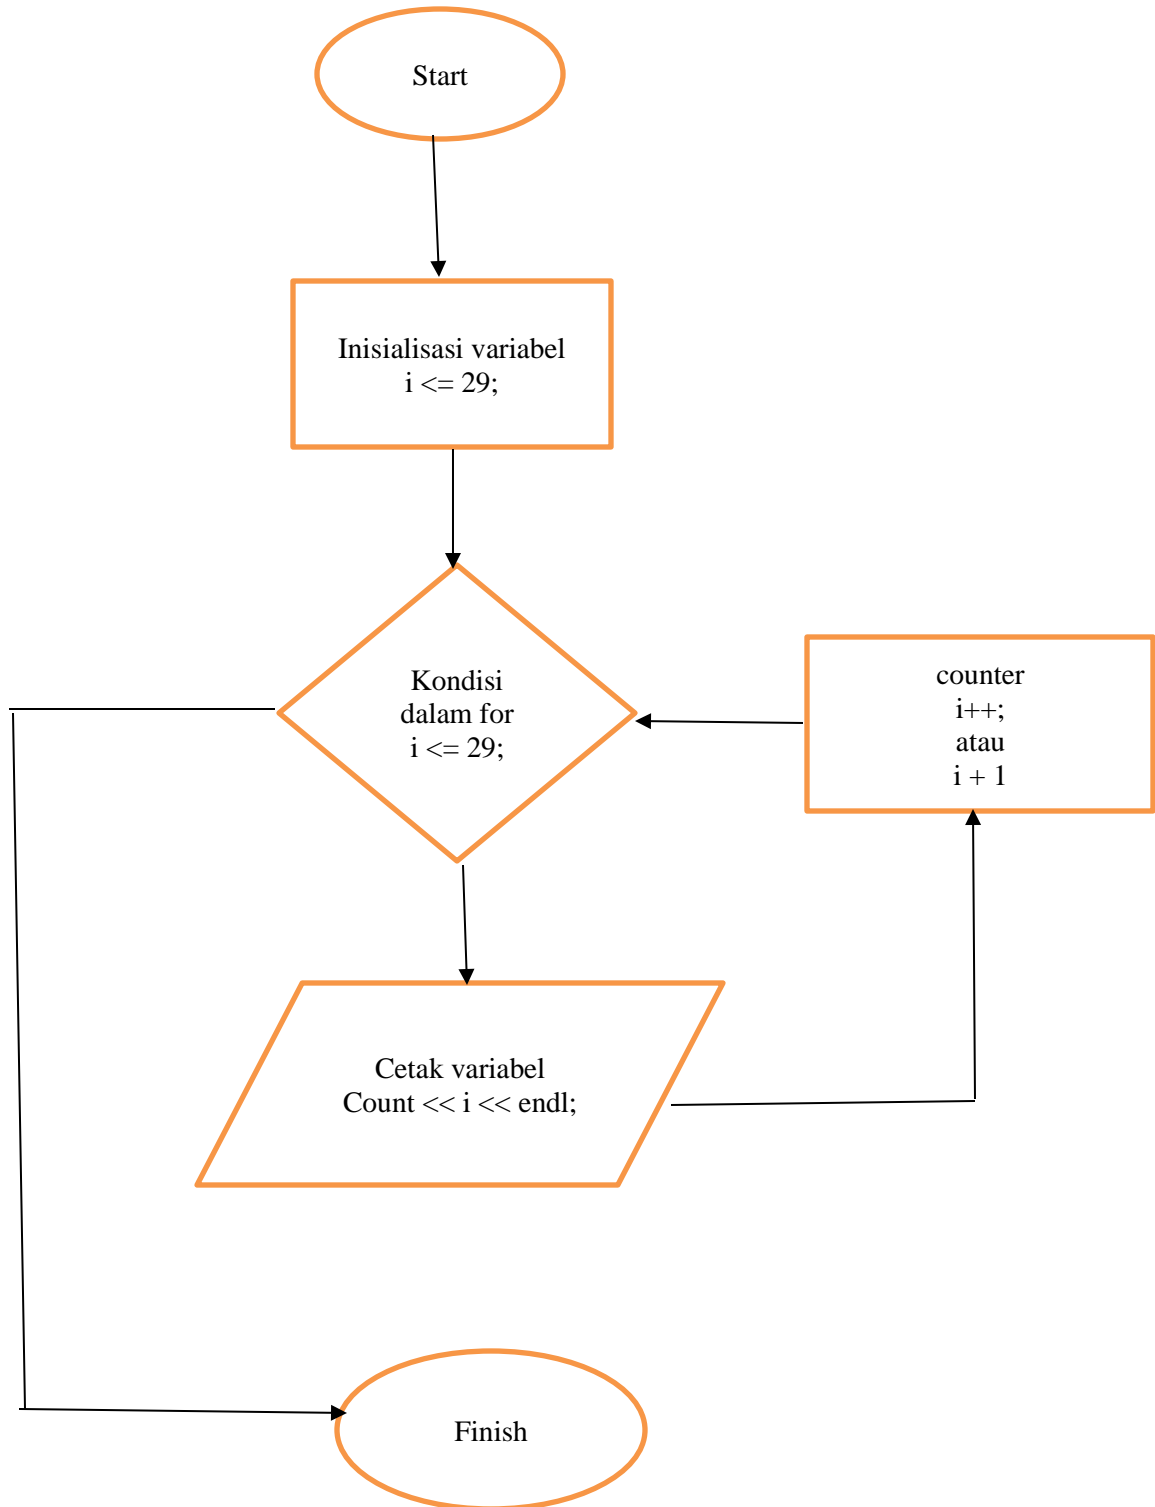 Start
Inisialisasi variabel
i <= 29;
Kondisi
dalam for
i <= 29;
counter
i++;
atau
i + 1
Cetak variabel
Count << i << endl;
Finish